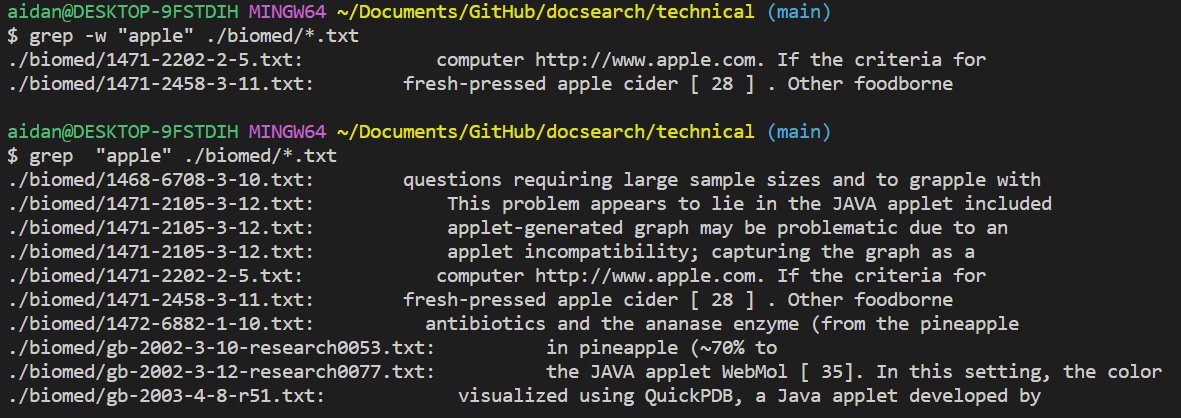 aidan@DESKTOP-9FSTDIH MINGW64 ~/Documents/GitHub/docsearch/technical (main)
$ grep -w "apple" ./biomed/*.txt
./biomed/1471-2202-2-5.txt:            computer http://www.apple.com. If the criteria for
./biomed/1471-2458-3-11.txt:         fresh-pressed apple cider [ 28 ] . Other foodborne

aidan@DESKTOP-9FSTDIH MINGW64 ~/Documents/GitHub/docsearch/technical (main)
$ grep  "apple" ./biomed/*.txt
./biomed/1468-6708-3-10.txt:        questions requiring large sample sizes and to grapple with
./biomed/1471-2105-3-12.txt:            This problem appears to lie in the JAVA applet included
./biomed/1471-2105-3-12.txt:            applet-generated graph may be problematic due to an
./biomed/1471-2105-3-12.txt:            applet incompatibility; capturing the graph as a
./biomed/1471-2202-2-5.txt:            computer http://www.apple.com. If the criteria for
./biomed/1471-2458-3-11.txt:        fresh-pressed apple cider [ 28 ] . Other foodborne
./biomed/1472-6882-1-10.txt:          antibiotics and the ananase enzyme (from the pineapple
./biomed/gb-2002-3-10-research0053.txt:          in pineapple (~70% to
./biomed/gb-2002-3-12-research0077.txt:          the JAVA applet WebMol [ 35]. In this setting, the color
./biomed/gb-2003-4-8-r51.txt:            visualized using QuickPDB, a Java applet developed by